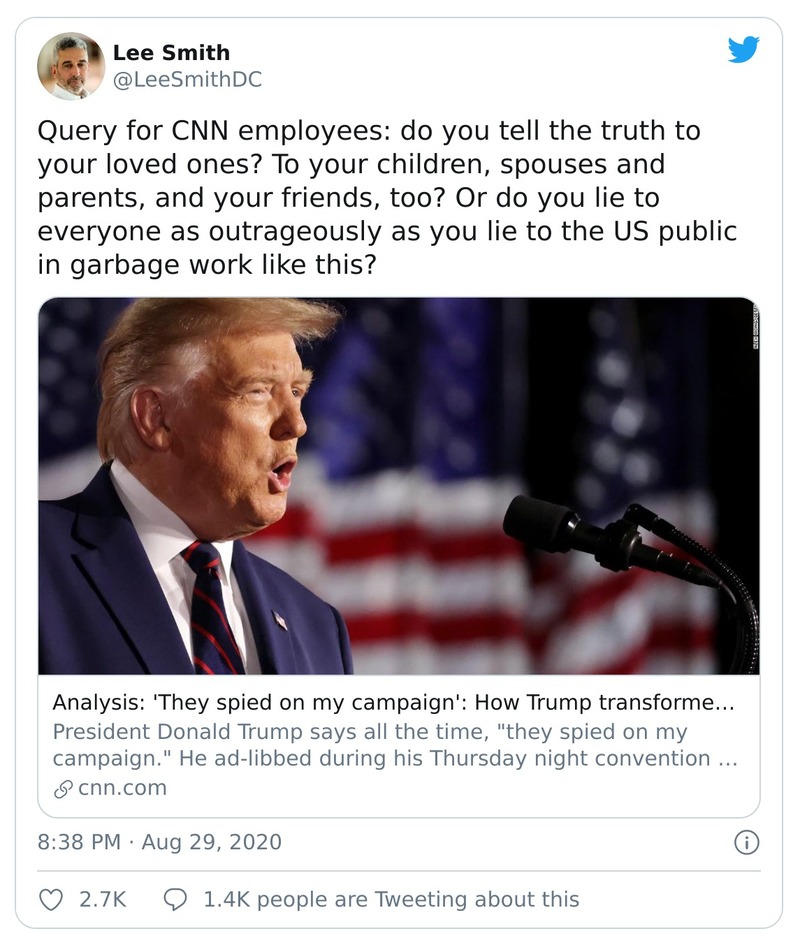 Lee Smith
@LeeSmithDC
Query for CNN employees: do you tell the truth to
your loved ones? To your children, spouses and
parents, and your friends, too? Or do you lie to
everyone as outrageously as you lie to the US public
in garbage work like this?
Analysis: 'They spied on my campaign': How Trump transforme...
President Donald Trump says all the time, "they spied on my
campaign." He ad-libbed during his Thursday night convention ...
cnn.com
8:38 PM · Aug 29, 2020
2.7K 1.4K people are Tweeting about this